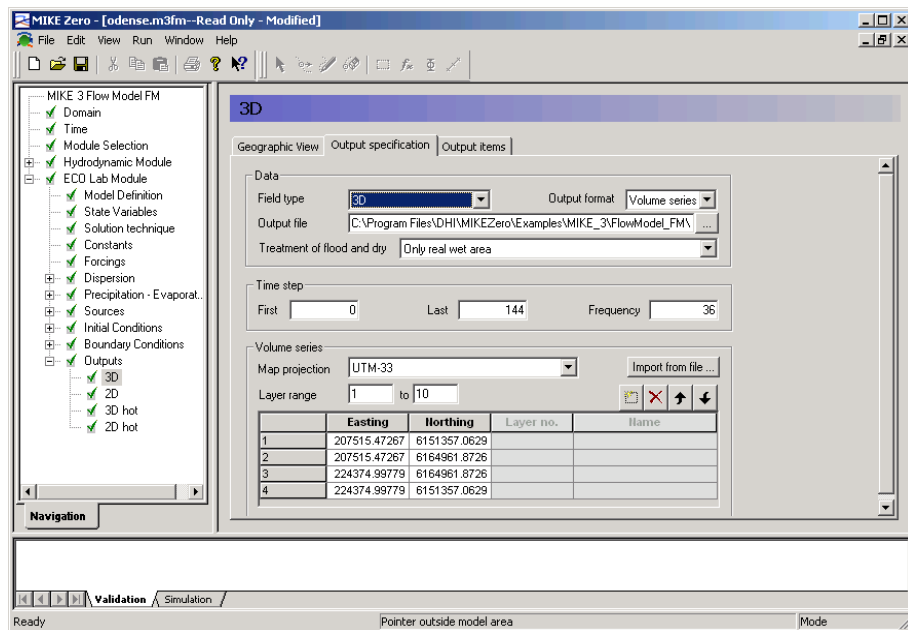 MIKE Zero - [odense.m3fm--Read Only - Modified]
File Edit View Run Window Help
MIKE 3 Flow Model FM
Domain
Time
Module Selection
Hydrodynamic Module
ECO Lab Module
Model Definition
State Variables
Solution technique
Constants
Forcings
Dispersion
Precipitation - Evaporat..
Sources
Initial Conditions
Boundary Conditions
Outputs
3D
2D
3D hot
2D hot
Navigation
3D
Geographic View Output specification Output items
Data
Field type 3D Output format Volume series
Output file C:\Program Files\DHI\MIKEZero\Examples\MIKE_3\FlowModel_FM\ ...
Treatment of flood and dry Only real wet area
Time step
First 0 Last 144 Frequency 36
Volume series
Map projection UTM-33 Import from file ...
Layer range 1 to 10
Easting Northing Layer no. Name
1 207515.47267 6151357.0629
2 207515.47267 6164961.8726
3 224374.99779 6164961.8726
4 224374.99779 6151357.0629
Validation Simulation
Ready Pointer outside model area Mode